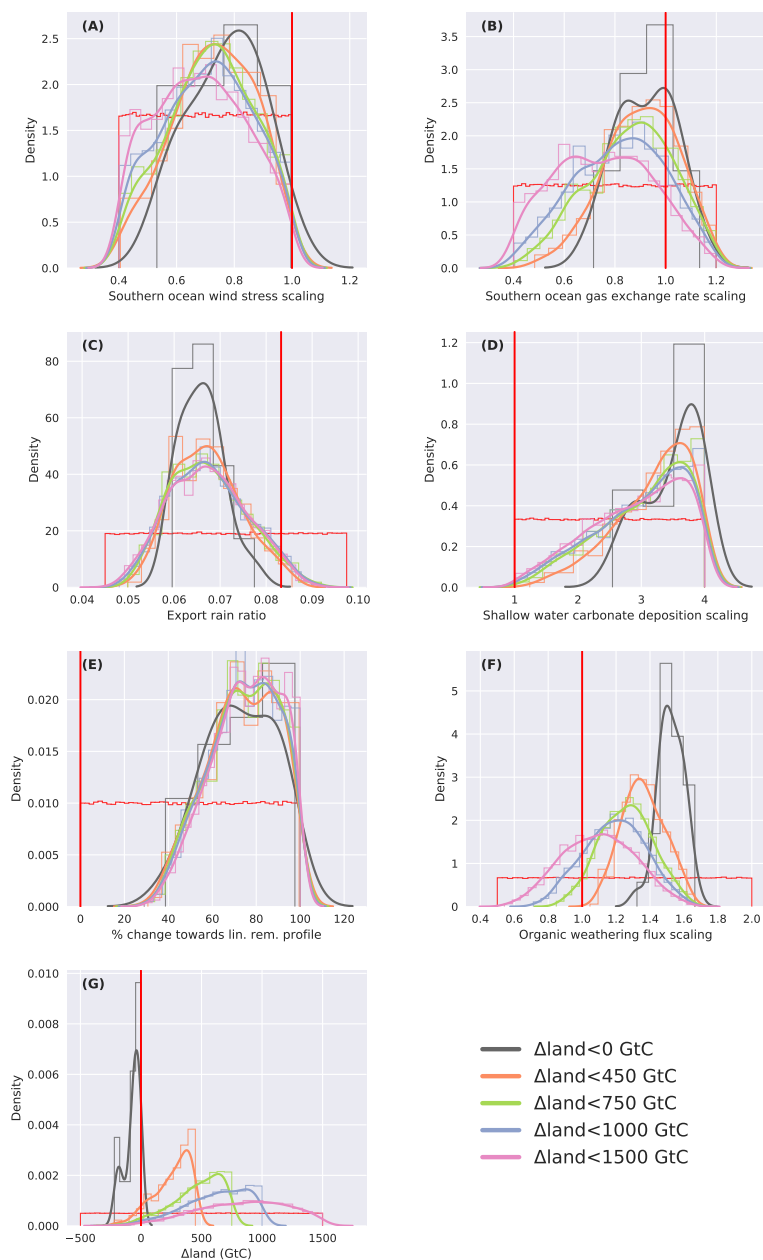 (A)
Density
2.5
2.0
1.5
1.0
0.5
0.0
0.4 0.6 0.8 1.0 1.2
Southern ocean wind stress scaling
(B)
Density
3.5
3.0
2.5
2.0
1.5
1.0
0.5
0.0
0.4 0.6 0.8 1.0 1.2
Southern ocean gas exchange rate scaling
(C)
Density
80
60
40
20
0
0.04 0.05 0.06 0.07 0.08 0.09 0.10
Export rain ratio
(D)
Density
1.2
1.0
0.8
0.6
0.4
0.2
0.0
1 2 3 4
Shallow water carbonate deposition scaling
(E)
Density
0.020
0.015
0.010
0.005
0.000
0 20 40 60 80 100 120
% change towards lin. rem. profile
(F)
Density
5
4
3
2
1
0
0.4 0.6 0.8 1.0 1.2 1.4 1.6 1.8 2.0
Organic weathering flux scaling
(G)
Density
0.010
0.008
0.006
0.004
0.002
0.000
−500 0 500 1000 1500
Δland (GtC)
Δland<0 GtC
Δland<450 GtC
Δland<750 GtC
Δland<1000 GtC
Δland<1500 GtC